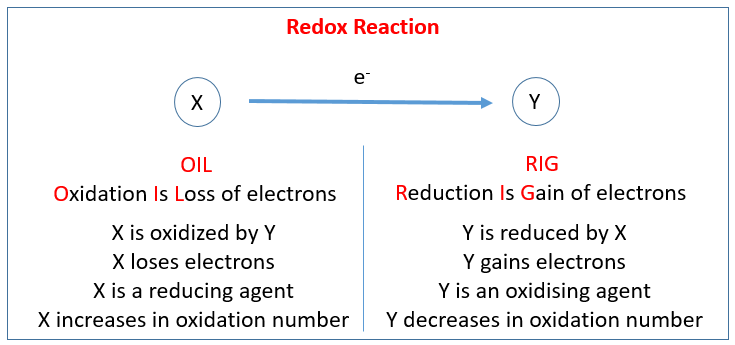 Redox Reaction
e-
X
Y
OIL
Oxidation Is Loss of electrons
X is oxidized by Y
X loses electrons
X is a reducing agent
X increases in oxidation number
RIG
Reduction Is Gain of electrons
Y is reduced by X
Y gains electrons
Y is an oxidising agent
Y decreases in oxidation number